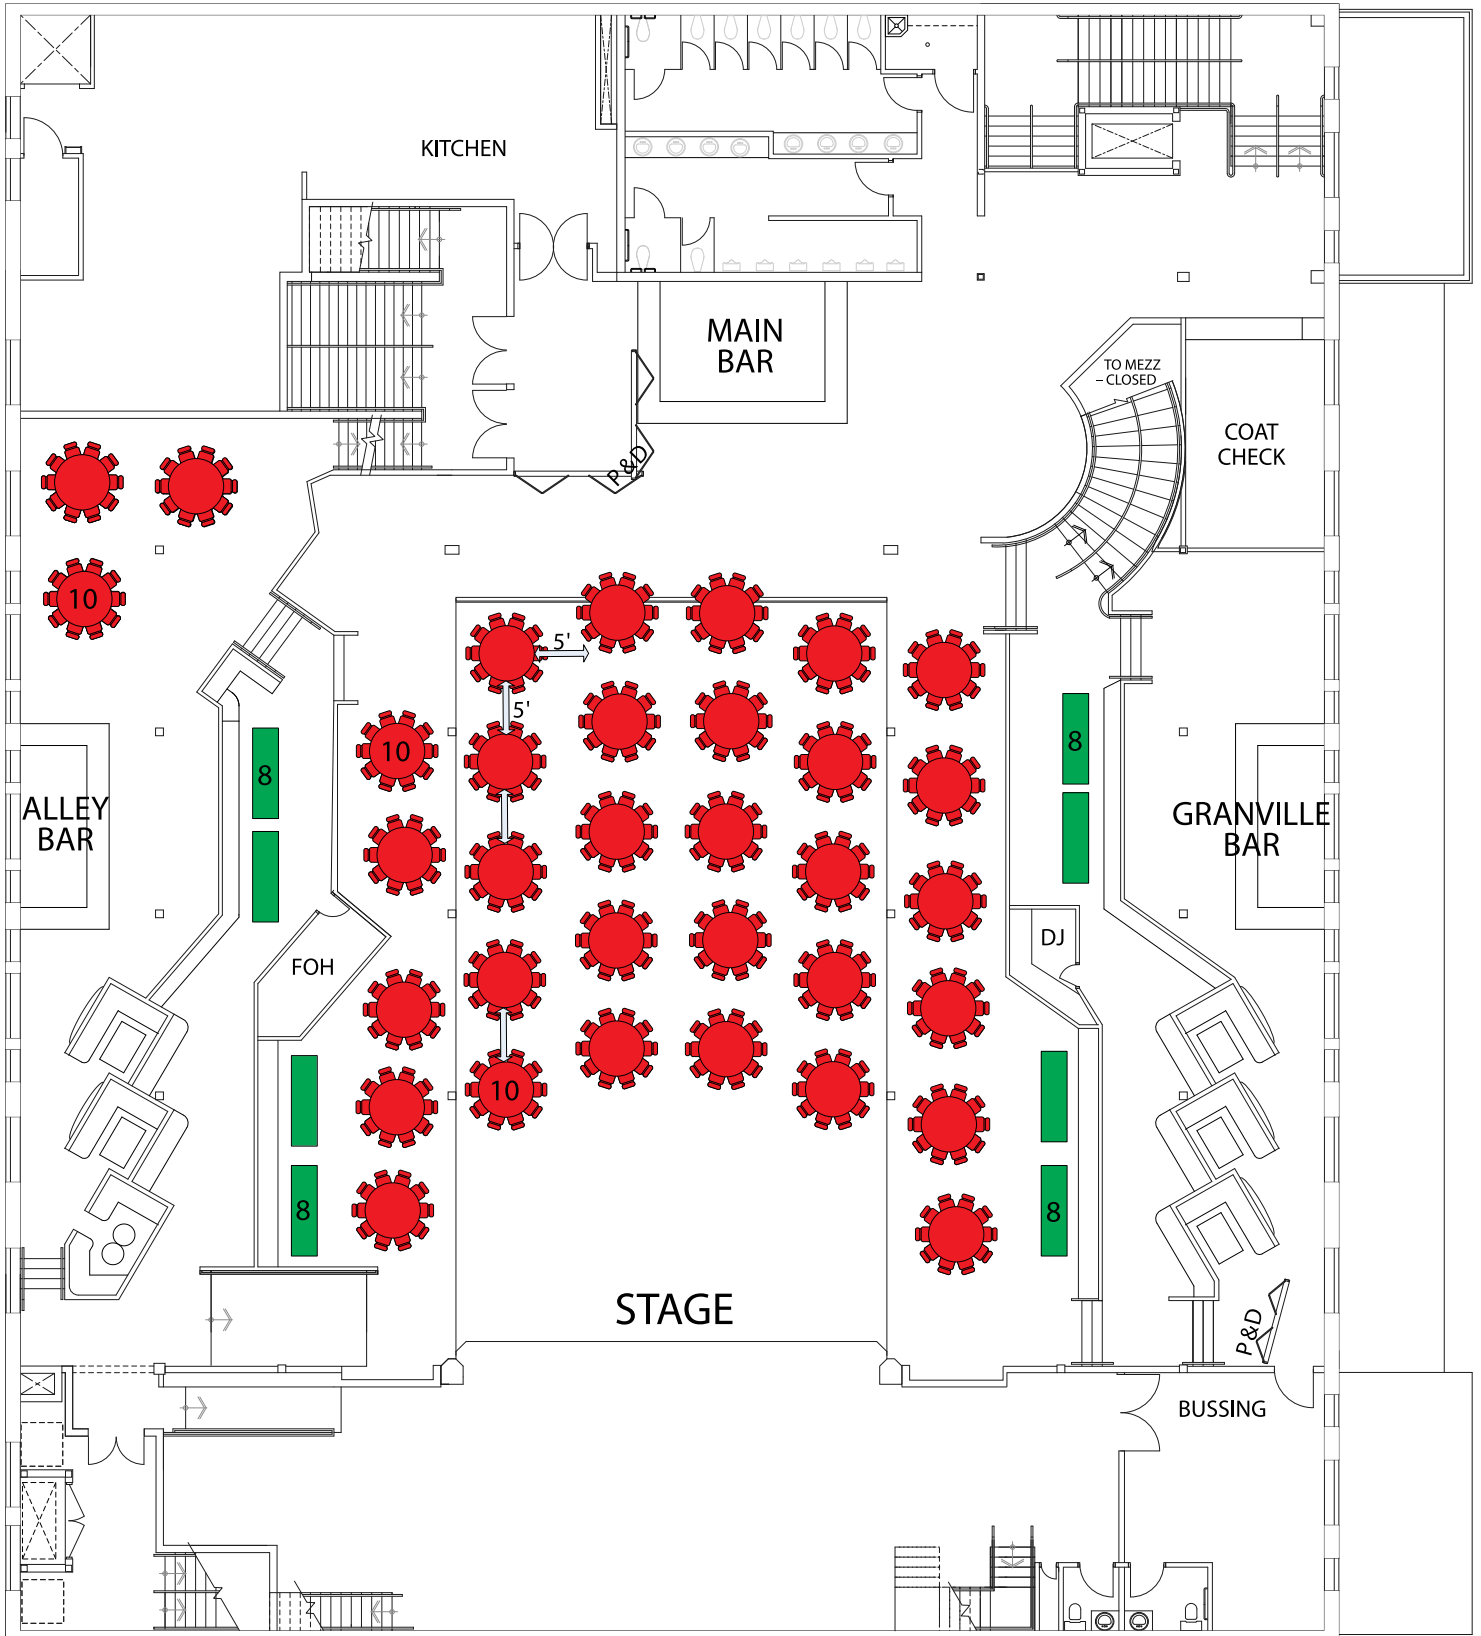 KITCHEN
MAIN
BAR
TO MEZZ
– CLOSED
COAT
CHECK
P&D
10
5'
5'
10
8
8
ALLEY
BAR
GRANVILLE
BAR
FOH
DJ
10
8
8
STAGE
P&D
BUSSING